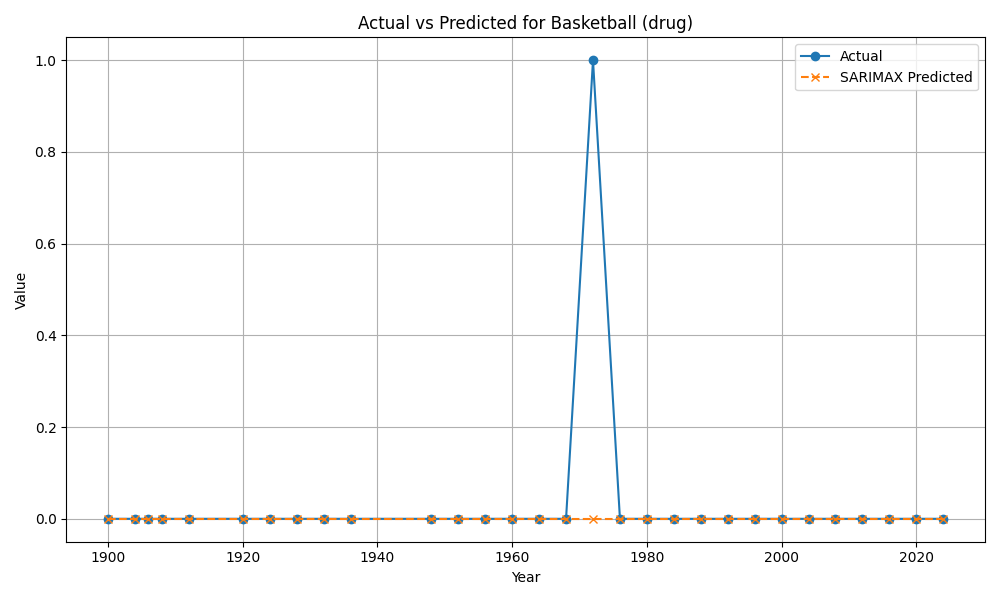 Actual vs Predicted for Basketball (drug)
Actual
SARIMAX Predicted
1.0
0.8
0.6
0.4
0.2
0.0
Value
1900 1920 1940 1960 1980 2000 2020
Year